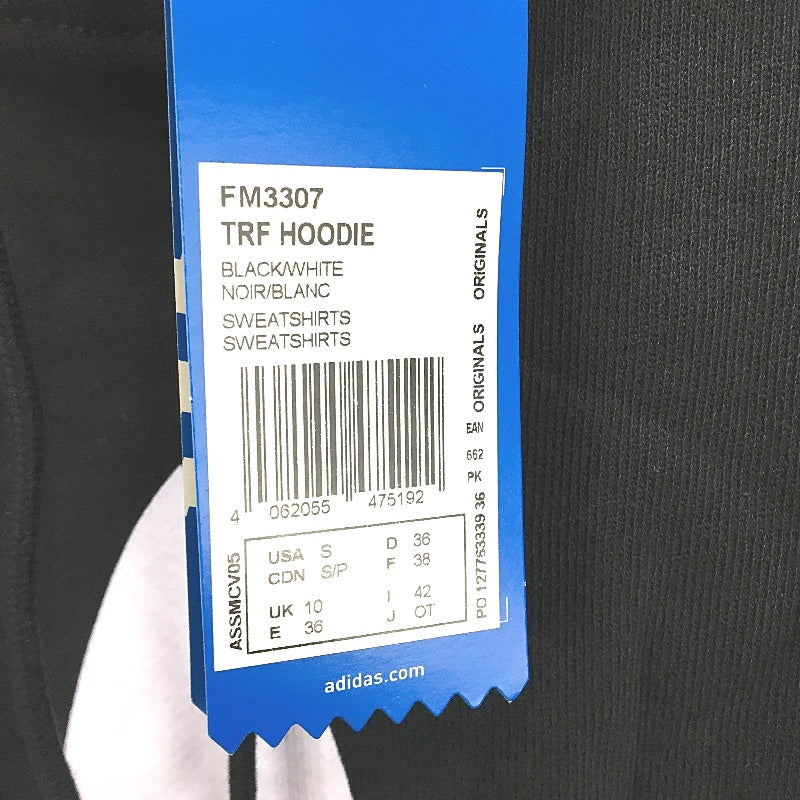 FM3307
TRF HOODIE
BLACK/WHITE
NOIR/BLANC
SWEATSHIRTS
SWEATSHIRTS
4 062055 475192
ORIGINALS ORIGINALS
EAN
662
PK
PO 127763339 36
ASSMCV05
USA S D 36
CDN S/P F 38
UK 10 I 42
E 36 J OT
adidas.com